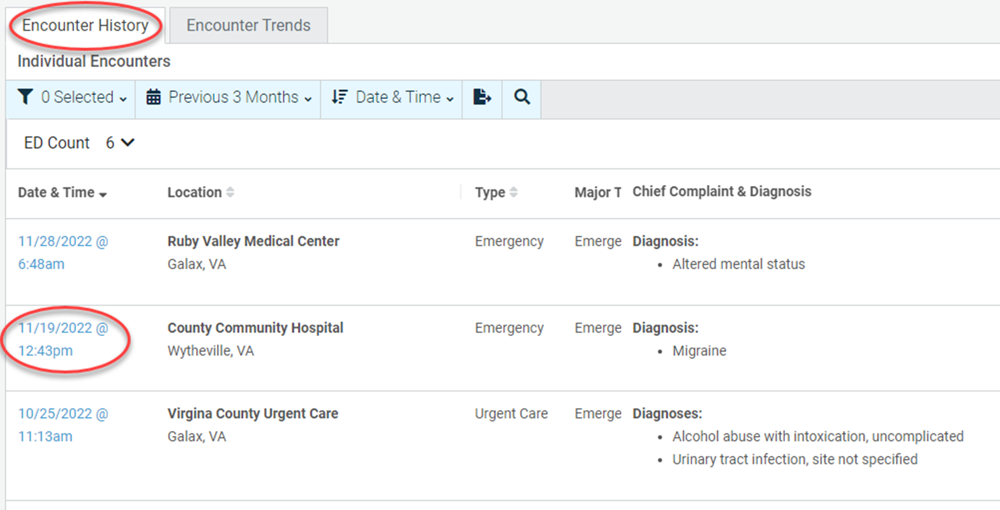 Encounter History Encounter Trends
Individual Encounters
0 Selected Previous 3 Months Date & Time
ED Count 6
Date & Time Location Type Major T Chief Complaint & Diagnosis
11/28/2022 @ Ruby Valley Medical Center Emergency Emerge Diagnosis:
6:48am Galax, VA • Altered mental status
11/19/2022 @ County Community Hospital Emergency Emerge Diagnosis:
12:43pm Wytheville, VA • Migraine
10/25/2022 @ Virgina County Urgent Care Urgent Care Emerge Diagnoses:
11:13am Galax, VA • Alcohol abuse with intoxication, uncomplicated
• Urinary tract infection, site not specified